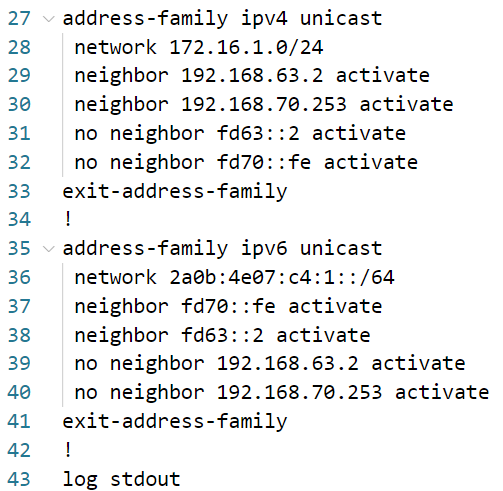 27 address-family ipv4 unicast
28 network 172.16.1.0/24
29 neighbor 192.168.63.2 activate
30 neighbor 192.168.70.253 activate
31 no neighbor fd63::2 activate
32 no neighbor fd70::fe activate
33 exit-address-family
34 !
35 address-family ipv6 unicast
36 network 2a0b:4e07:c4:1::/64
37 neighbor fd70::fe activate
38 neighbor fd63::2 activate
39 no neighbor 192.168.63.2 activate
40 no neighbor 192.168.70.253 activate
41 exit-address-family
42 !
43 log stdout